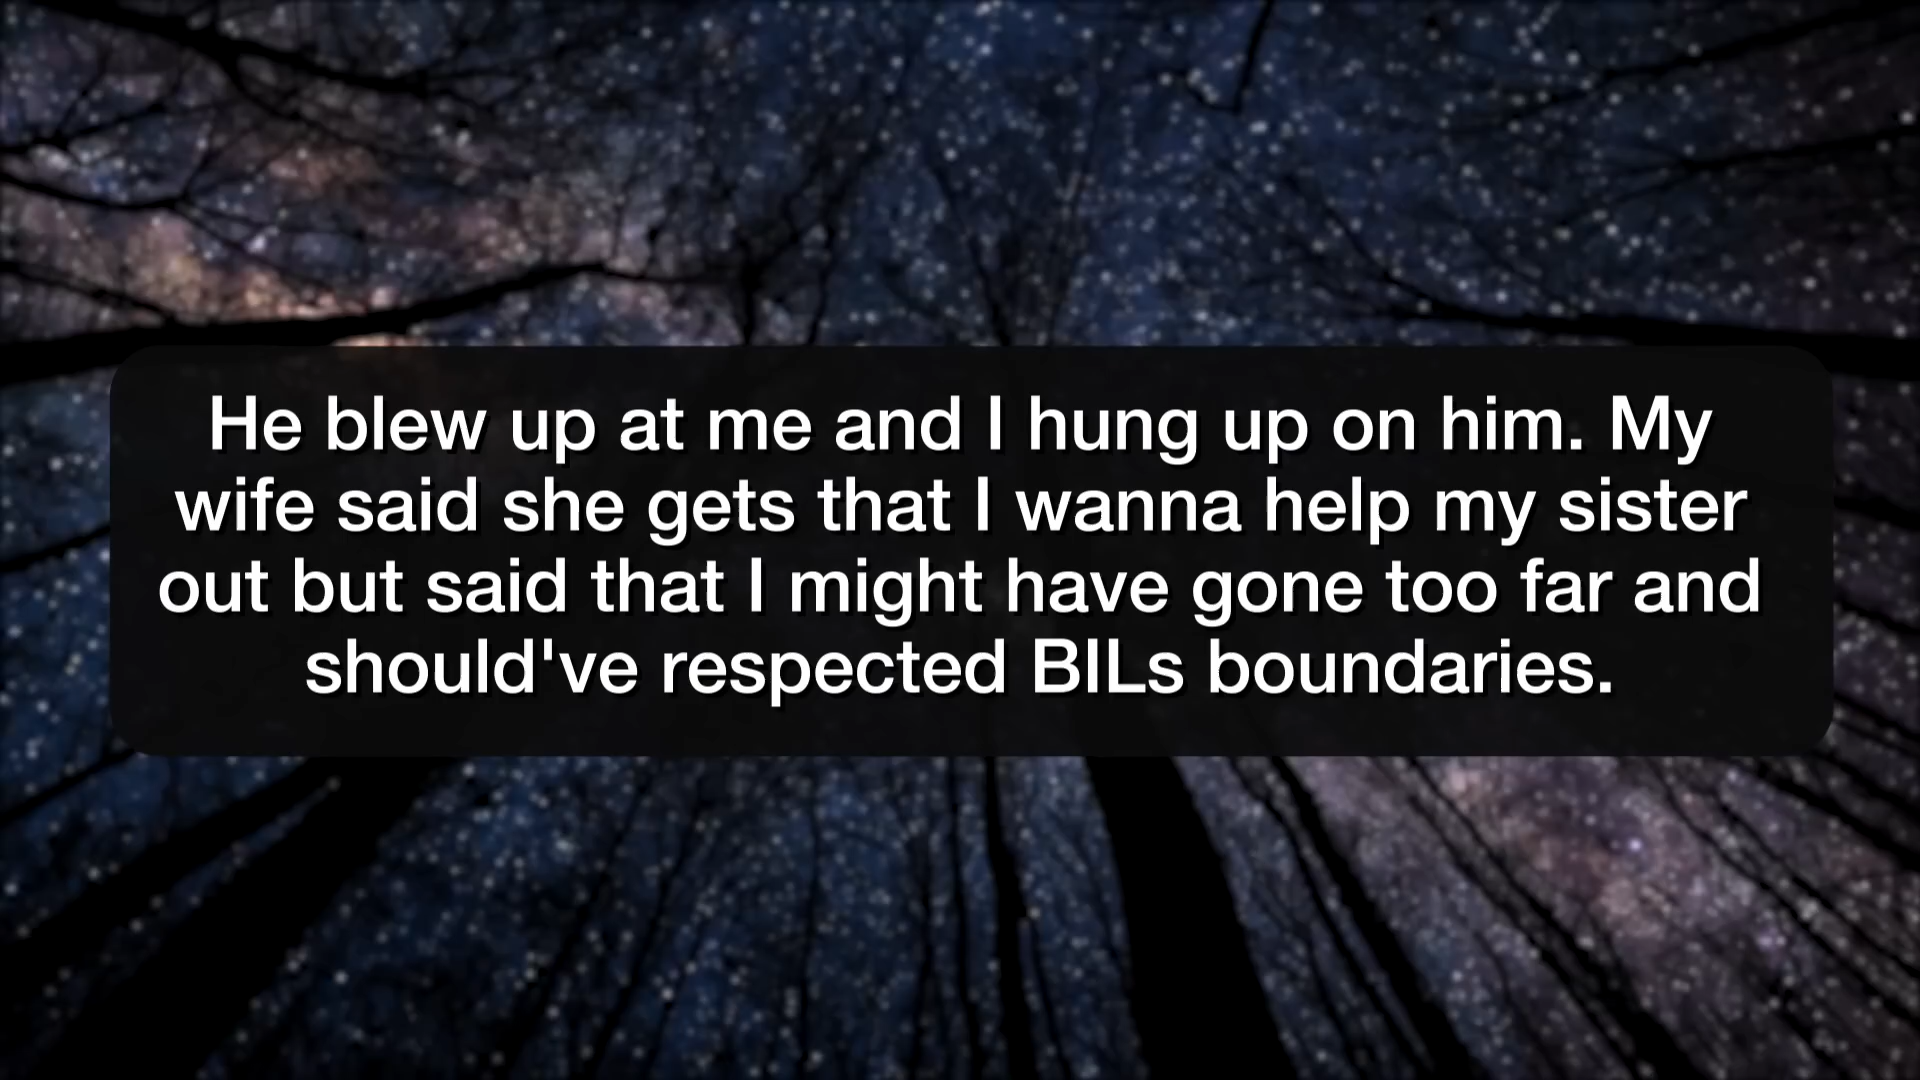 He blew up at me and I hung up on him. My
wife said she gets that I wanna help my sister
out but said that I might have gone too far and
should've respected BILs boundaries.